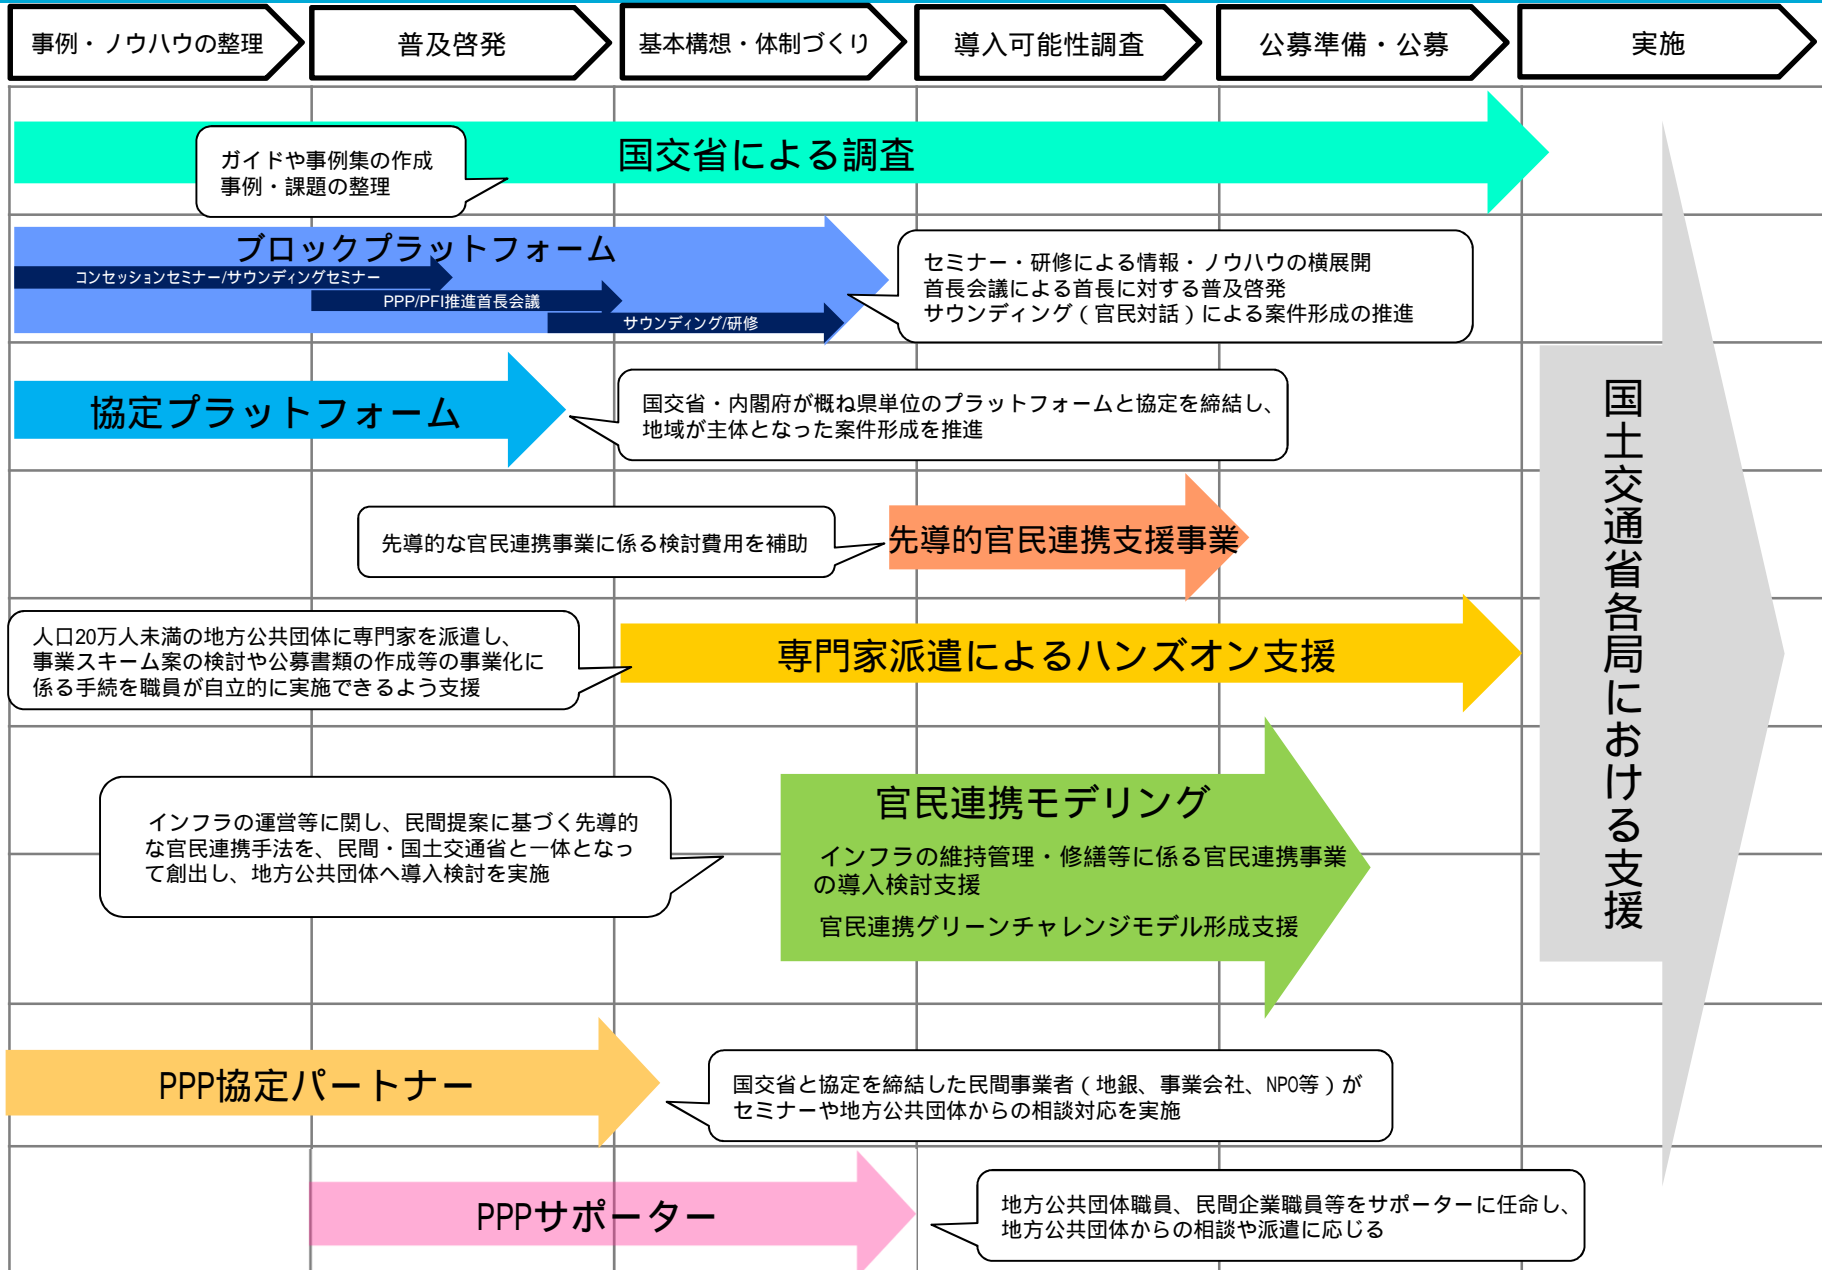 事例・ノウハウの整理
普及啓発
基本構想・体制づくり
導入可能性調査
公募準備・公募
実施
国交省による調査
ガイドや事例集の作成
事例・課題の整理
ブロックプラットフォーム
コンセッションセミナー/サウンディングセミナー
PPP/PFI推進首長会議
サウンディング/研修
セミナー・研修による情報・ノウハウの横展開
首長会議による首長に対する普及啓発
サウンディング(官民対話)による案件形成の推進
協定プラットフォーム
国交省・内閣府が概ね県単位のプラットフォームと協定を締結し、
地域が主体となった案件形成を推進
先導的な官民連携事業に係る検討費用を補助
先導的官民連携支援事業
人口20万人未満の地方公共団体に専門家を派遣し、
事業スキーム案の検討や公募書類の作成等の事業化に
係る手続を職員が自立的に実施できるよう支援
専門家派遣によるハンズオン支援
インフラの運営等に関し、民間提案に基づく先導的
な官民連携手法を、民間・国土交通省と一体となっ
て創出し、地方公共団体へ導入検討を実施
官民連携モデリング
インフラの維持管理・修繕等に係る官民連携事業
の導入検討支援
官民連携グリーンチャレンジモデル形成支援
PPP協定パートナー
国交省と協定を締結した民間事業者(地銀、事業会社、NPO等)が
セミナーや地方公共団体からの相談対応を実施
PPPサポーター
地方公共団体職員、民間企業職員等をサポーターに任命し、
地方公共団体からの相談や派遣に応じる
国土交通省各局における支援